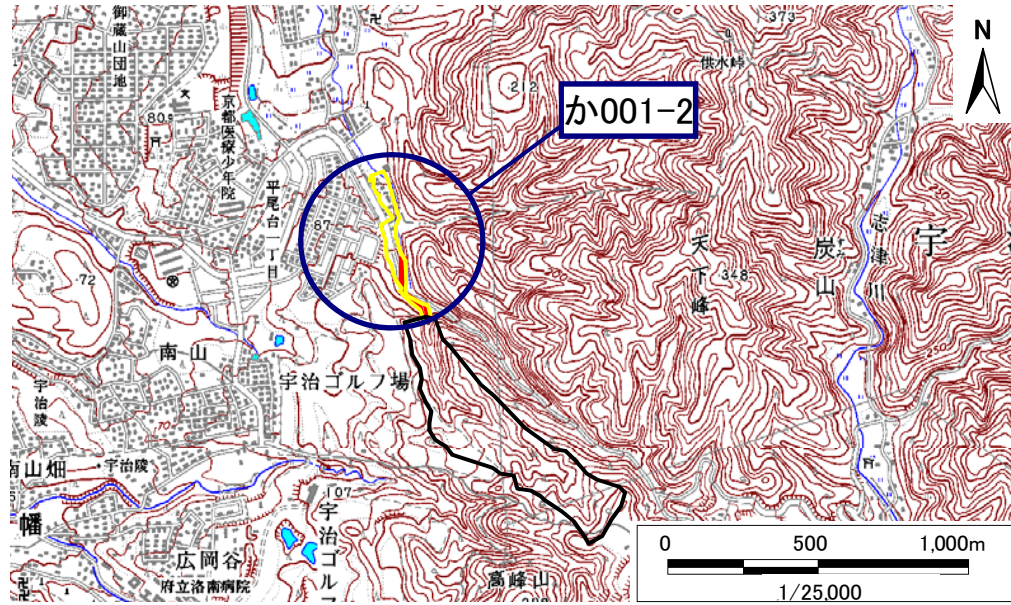 御蔵山団地
373
供水峠
N
212
か001-2
80
京都医療少年院
平尾台一丁目
87
天下峰
348
炭山
志津川
宇
72
南山
250
宇治ゴルフ場
宇治陵
70
南山畑
宇治陵
107
宇治ゴルフ
幡
広岡谷
府立洛南病院
高峰山
0 500 1,000m
1/25,000